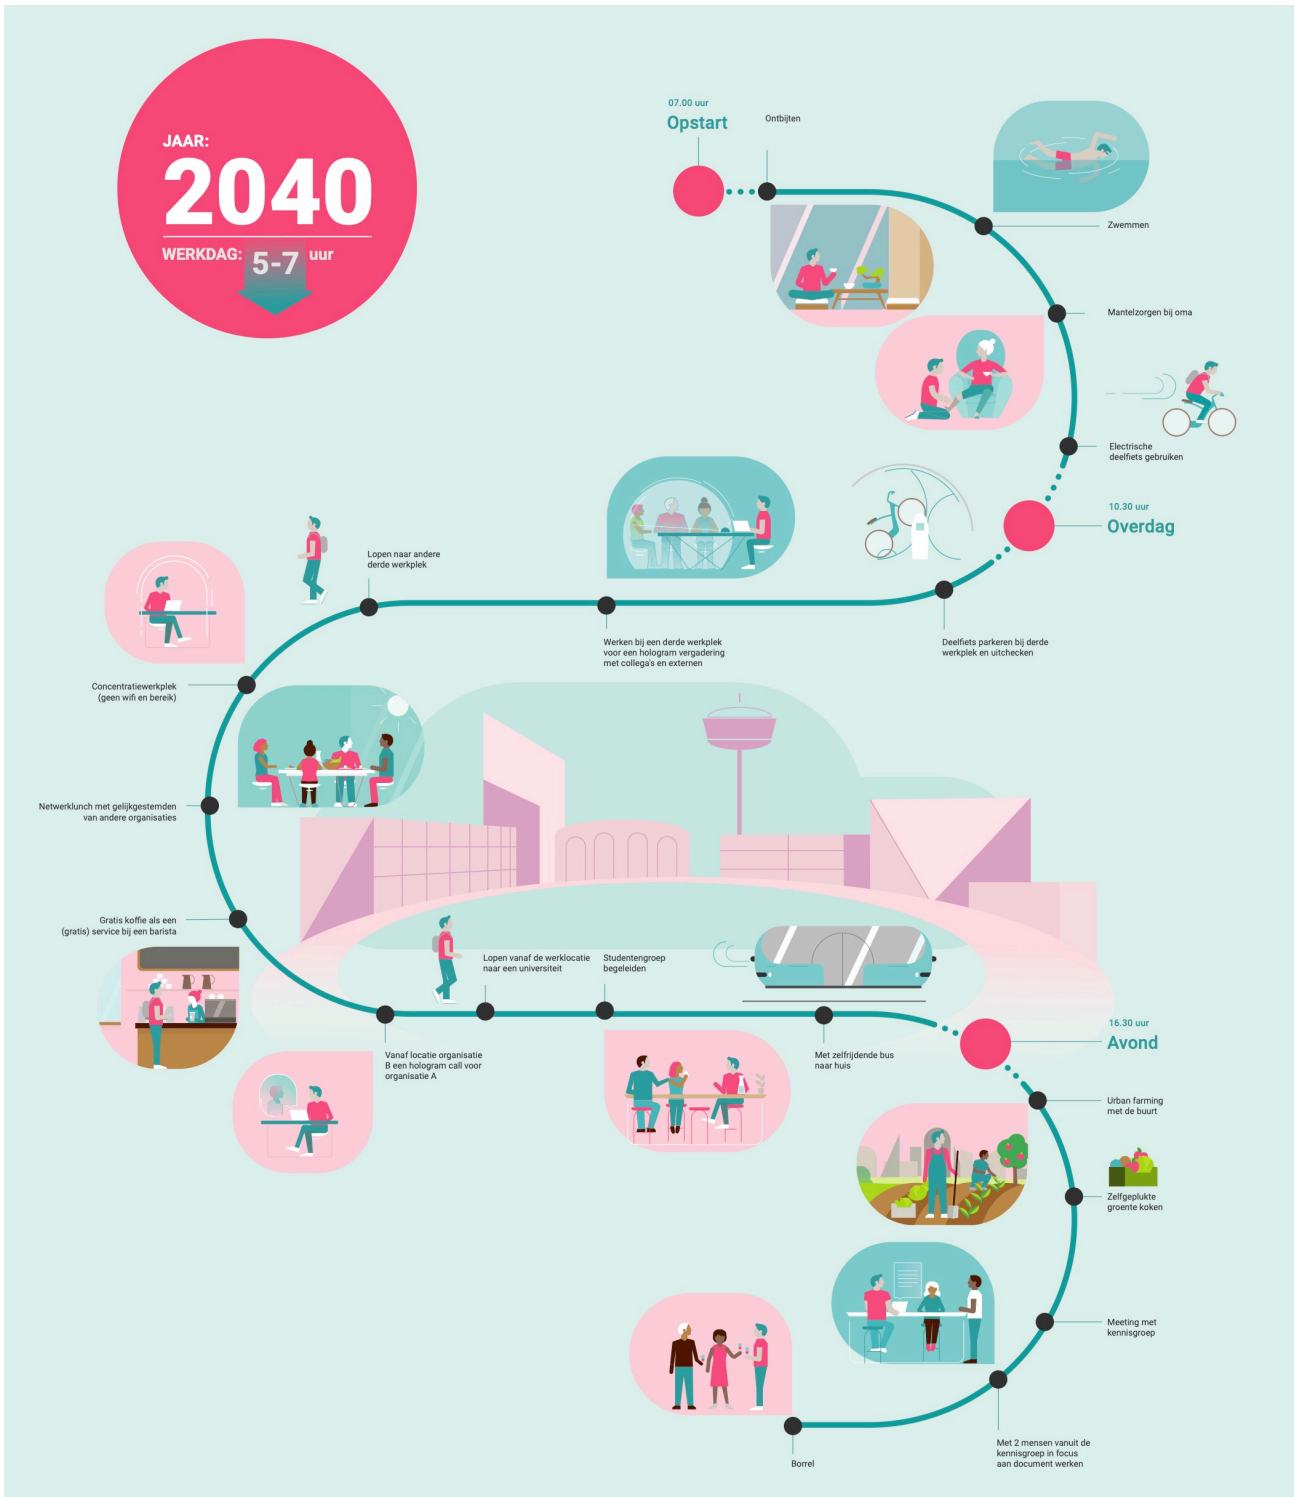 JAAR:
2040
WERKDAG: 5-7 uur
07.00 uur
Opstart
Ontbijten
Zwemmen
Mantelzorgen bij oma
Electrische
deelfiets gebruiken
10.30 uur
Overdag
Deelfiets parkeren bij derde
werkplek en uitchecken
Werken bij een derde werkplek
voor een hologram vergadering
met collega's en externen
Lopen naar andere
derde werkplek
Concentratiewerkplek
(geen wifi en bereik)
Netwerklunch met gelijkgestemden
van andere organisaties
Gratis koffie als een
(gratis) service bij een barista
Vanaf locatie organisatie
B een hologram call voor
organisatie A
Lopen vanaf de werklocatie
naar een universiteit
Studentengroep
begeleiden
Met zelfrijdende bus
naar huis
16.30 uur
Avond
Urban farming
met de buurt
Zelfgeplukte
groente koken
Meeting met
kennisgroep
Met 2 mensen vanuit de
kennisgroep in focus
aan document werken
Borrel